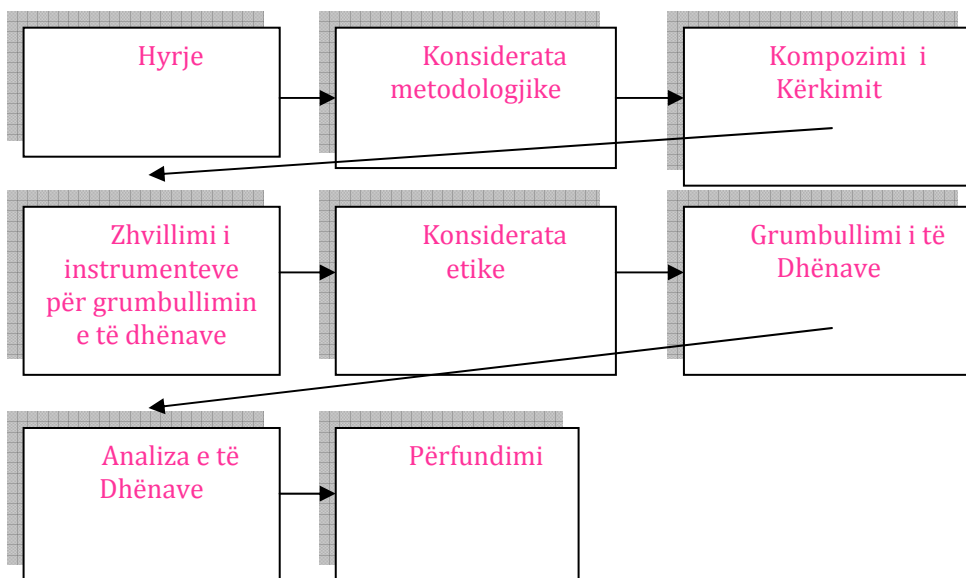 Hyrje
Konsiderata
metodologjike
Kompozimi i
Kërkimit
Zhvillimi i
instrumenteve
për grumbullimin
e të dhënave
Konsiderata
etike
Grumbullimi i të
Dhënave
Analiza e të
Dhënave
Përfundimi